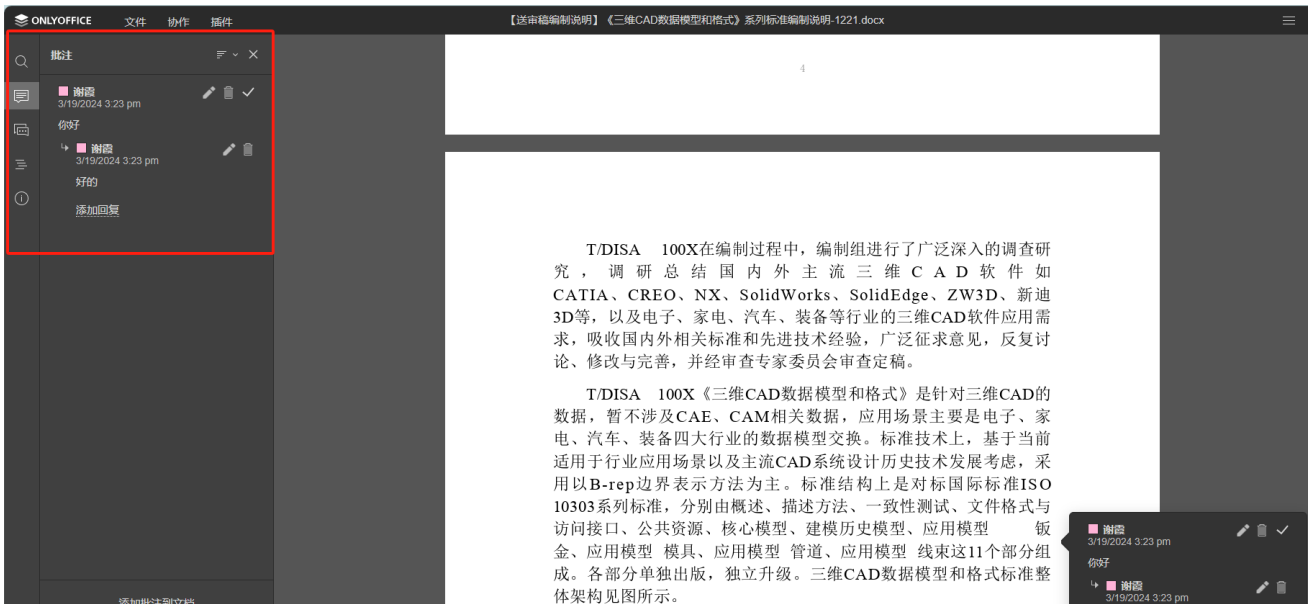 ONLYOFFICE 文件 协作 插件 【送审稿编制说明】《三维CAD数据模型和格式》系列标准编制说明-1221.docx
批注
谢霞
3/19/2024 3:23 pm
你好
谢霞
3/19/2024 3:23 pm
好的
添加回复
添加批注到文档
4
T/DISA 100X在编制过程中，编制组进行了广泛深入的调查研
究，调研总结国内外主流三维CAD软件如
CATIA、CREO、NX、SolidWorks、SolidEdge、ZW3D、新迪
3D等，以及电子、家电、汽车、装备等行业的三维CAD软件应用需
求，吸收国内外相关标准和先进技术经验，广泛征求意见，反复讨
论、修改与完善，并经审查专家委员会审查定稿。
T/DISA 100X《三维CAD数据模型和格式》是针对三维CAD的
数据，暂不涉及CAE、CAM相关数据，应用场景主要是电子、家
电、汽车、装备四大行业的数据模型交换。标准技术上，基于当前
适用于行业应用场景以及主流CAD系统设计历史技术发展考虑，采
用以B-rep边界表示方法为主。标准结构上是对标国际标准ISO
10303系列标准，分别由概述、描述方法、一致性测试、文件格式与
访问接口、公共资源、核心模型、建模历史模型、应用模型 钣
金、应用模型 模具、应用模型 管道、应用模型 线束这11个部分组
成。各部分单独出版，独立升级。三维CAD数据模型和格式标准整
体架构见图所示。
谢霞
3/19/2024 3:23 pm
你好
谢霞
3/19/2024 3:23 pm